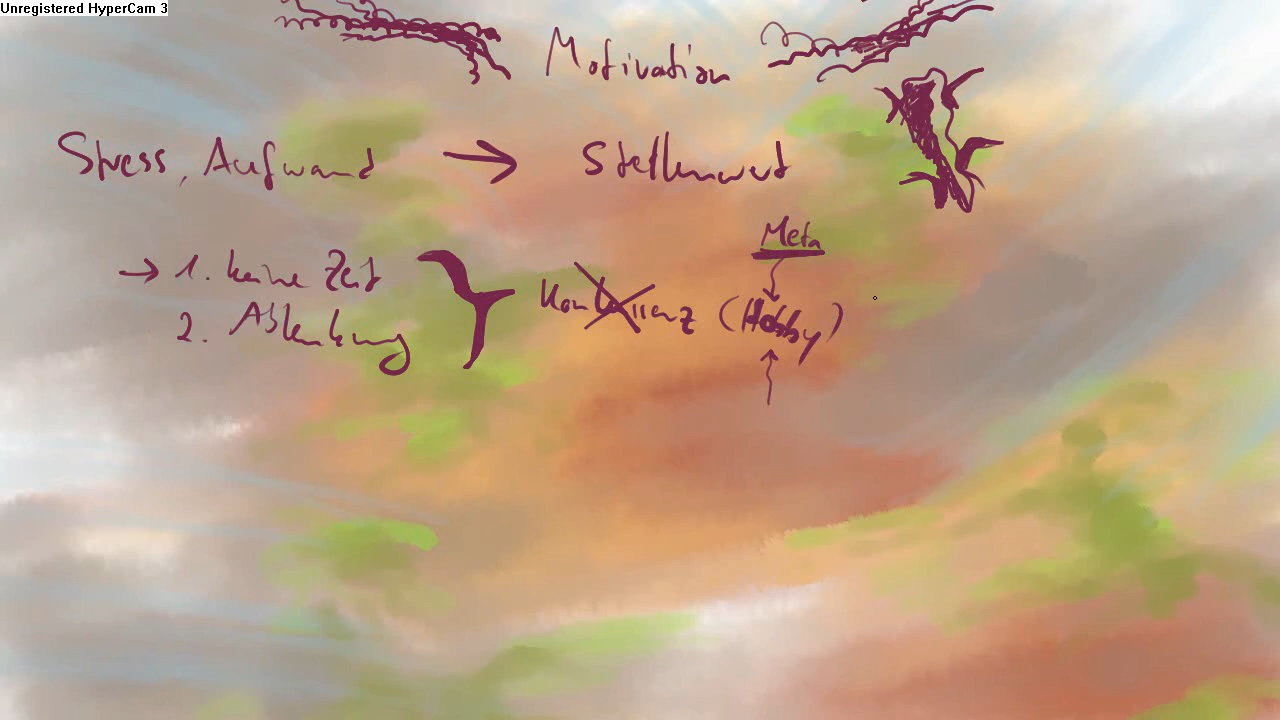 Unregistered HyperCam 3
Motivation
Stress, Aufwand → Stellenwert
→ 1. keine Zeit
2. Ablenkung
Konkurrenz (Hobby)
Meta